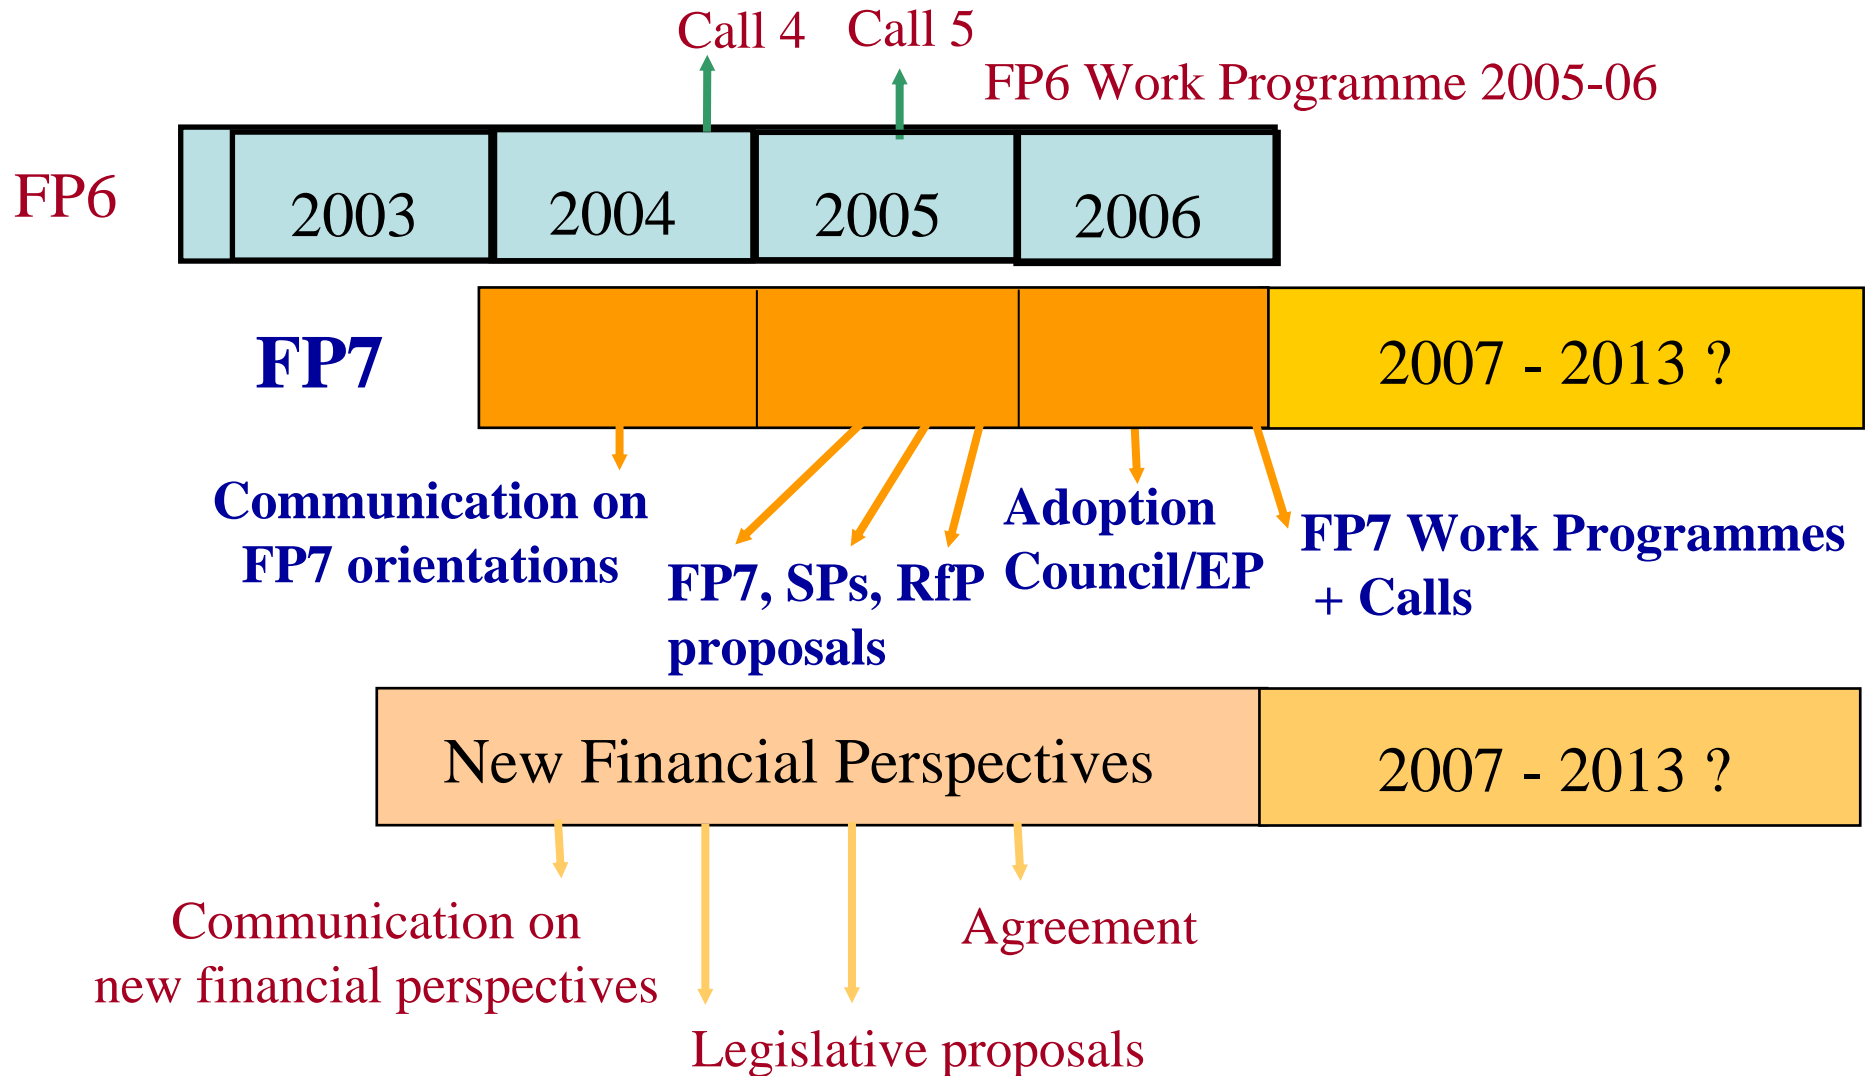 Call 4
Call 5
FP6 Work Programme 2005-06
FP6
2003
2004
2005
2006
FP7
2007 - 2013 ?
Communication on
FP7 orientations
FP7, SPs, RfP
proposals
Adoption
Council/EP
FP7 Work Programmes
+ Calls
New Financial Perspectives
2007 - 2013 ?
Communication on
new financial perspectives
Agreement
Legislative proposals